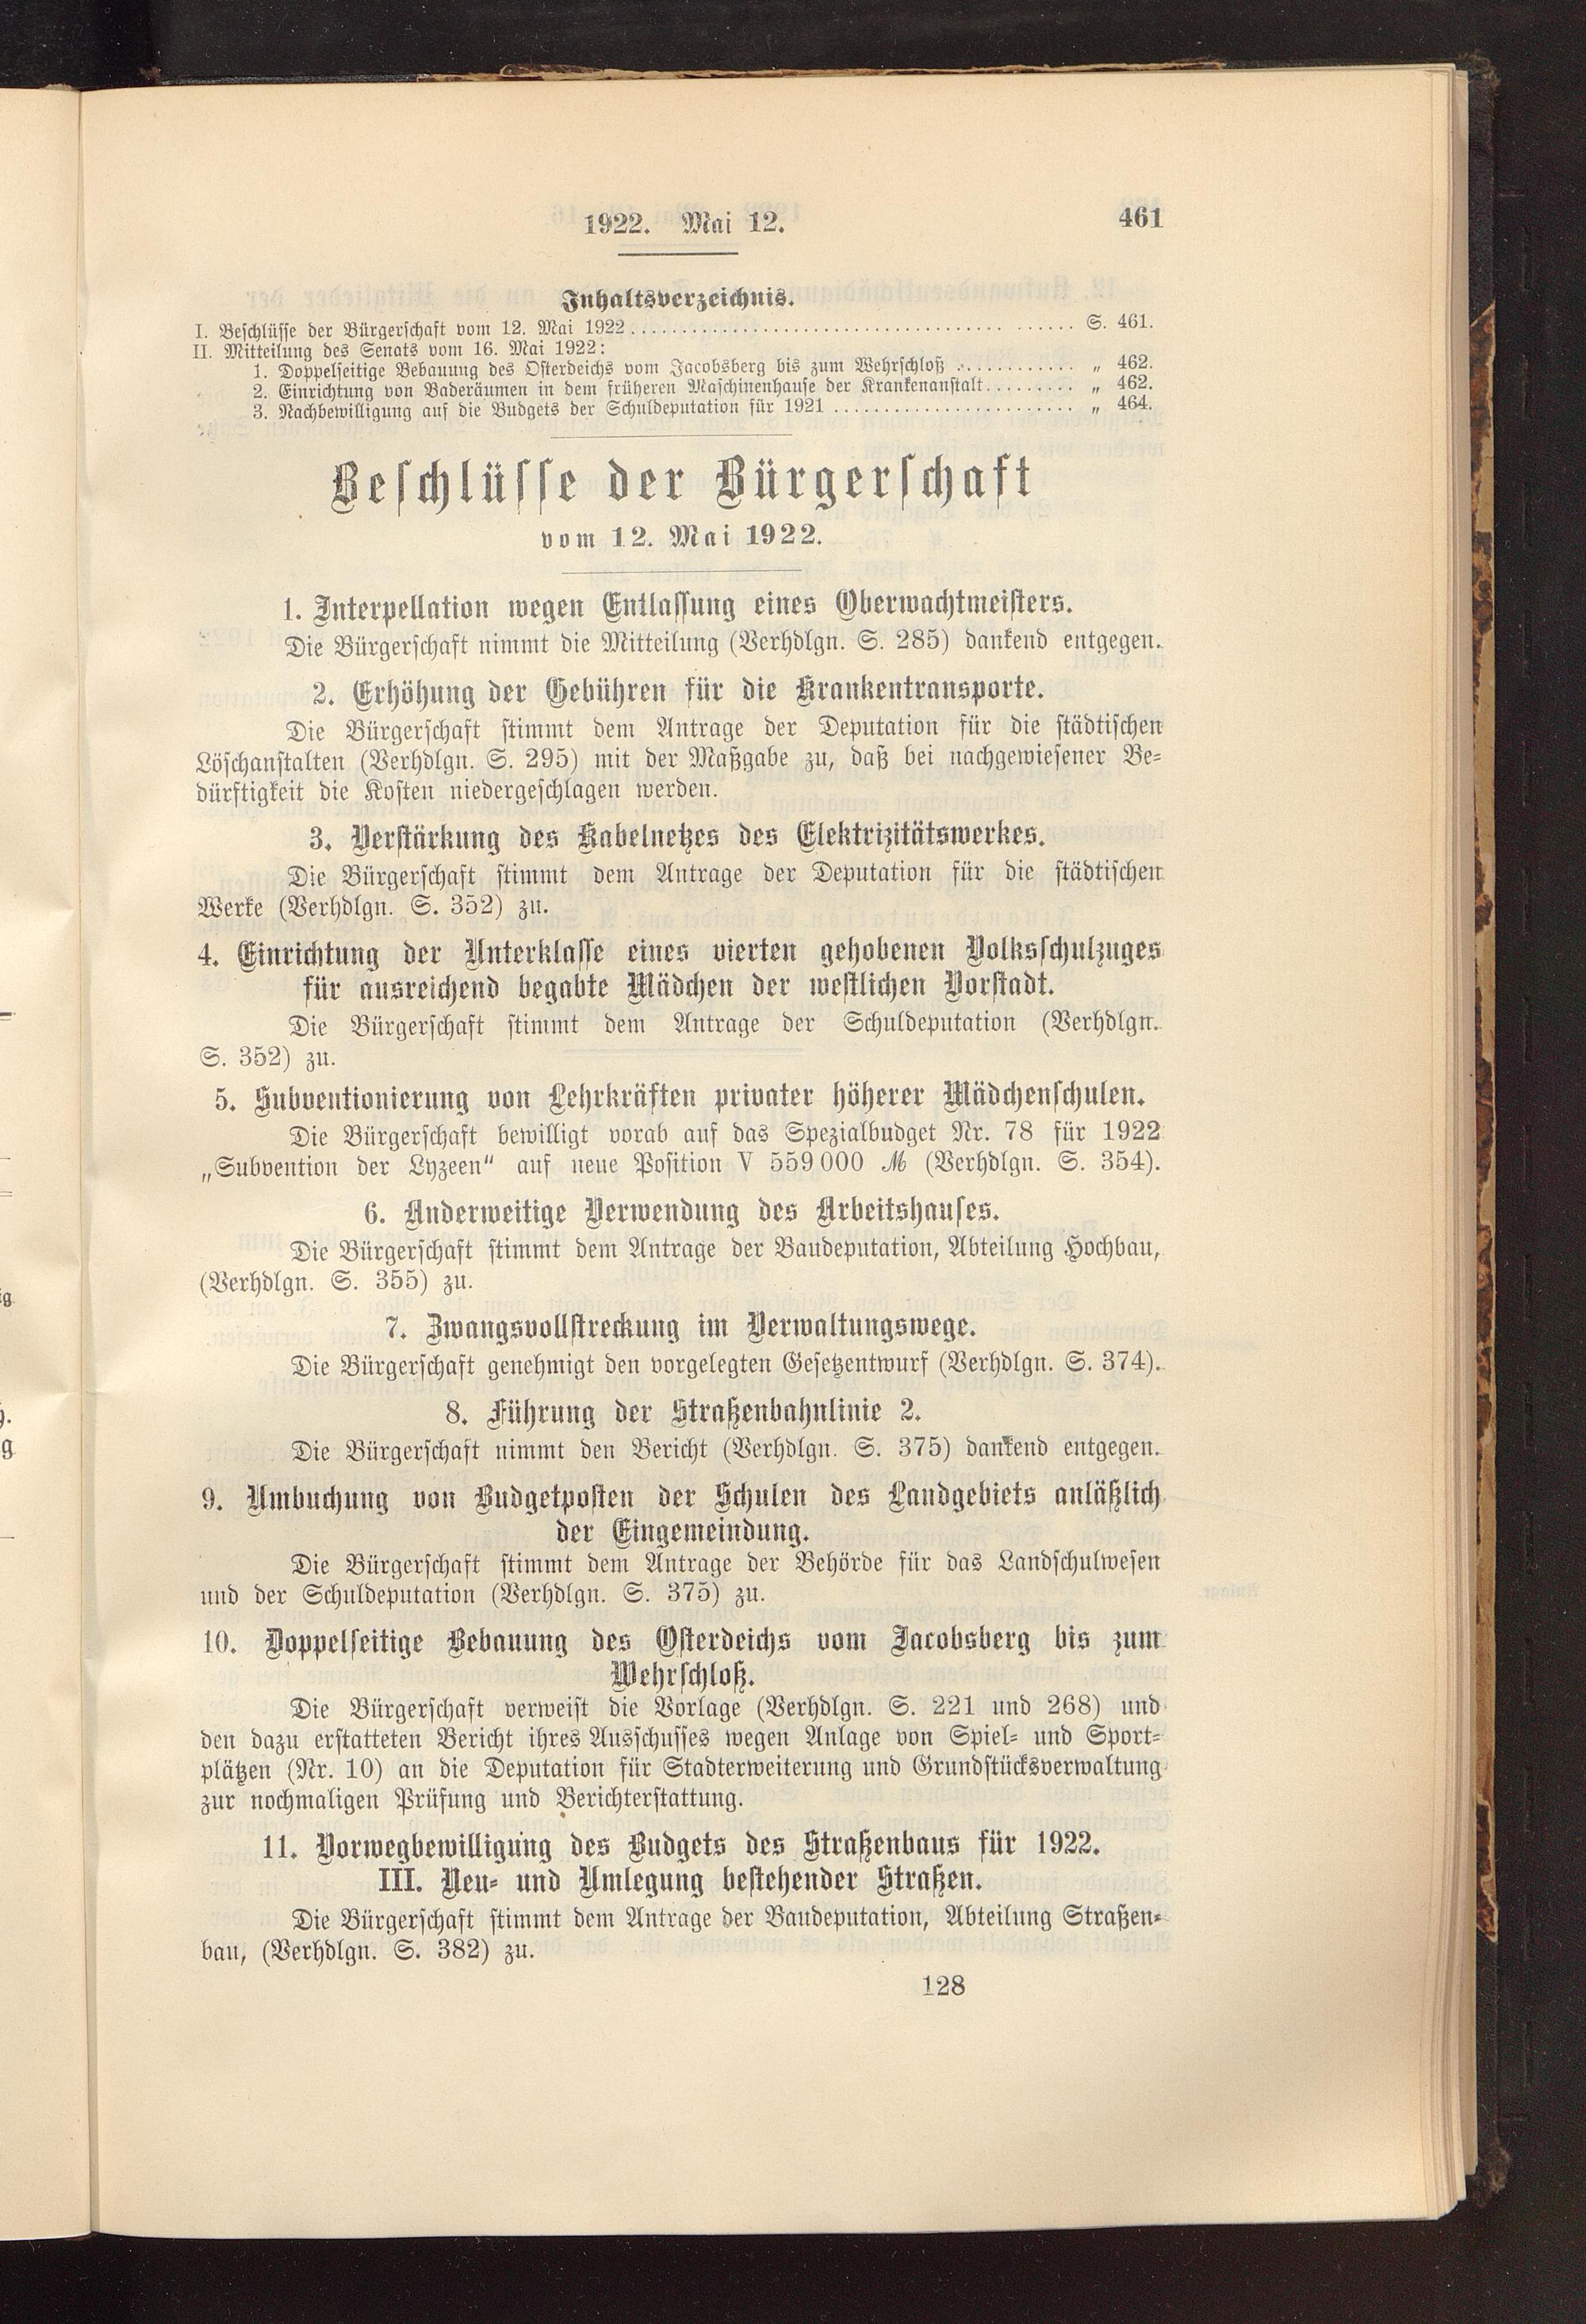 1922. Mai 12.
461
Inhaltsverzeichnis.
I. Beschlüsse der Bürgerschaft vom 12. Mai 1922 ........ S. 461.
II. Mitteilung des Senats vom 16. Mai 1922:
1. Doppelseitige Bebauung des Osterdeichs vom Jacobsberg bis zum Wehrschloß ........ „ 462.
2. Einrichtung von Baderäumen in dem früheren Maschinenhause der Krankenanstalt ........ „ 462.
3. Nachbewilligung auf die Budgets der Schuldeputation für 1921 ........ „ 464.
Beschlüsse der Bürgerschaft
vom 12. Mai 1922.
1. Interpellation wegen Entlassung eines Oberwachtmeisters.
Die Bürgerschaft nimmt die Mitteilung (Verhdlgn. S. 285) dankend entgegen.
2. Erhöhung der Gebühren für die Krankentransporte.
Die Bürgerschaft stimmt dem Antrage der Deputation für die städtischen
Löschanstalten (Verhdlgn. S. 295) mit der Maßgabe zu, daß bei nachgewiesener Be-
dürftigkeit die Kosten niedergeschlagen werden.
3. Verstärkung des Kabelnetzes des Elektrizitätswerkes.
Die Bürgerschaft stimmt dem Antrage der Deputation für die städtischen
Werke (Verhdlgn. S. 352) zu.
4. Einrichtung der Unterklasse eines vierten gehobenen Volksschulzuges
für ausreichend begabte Mädchen der westlichen Vorstadt.
Die Bürgerschaft stimmt dem Antrage der Schuldeputation (Verhdlgn.
S. 352) zu.
5. Subventionierung von Lehrkräften privater höherer Mädchenschulen.
Die Bürgerschaft bewilligt vorab auf das Spezialbudget Nr. 78 für 1922
„Subvention der Lyzeen“ auf neue Position V 559 000 ℳ (Verhdlgn. S. 354).
6. Anderweitige Verwendung des Arbeitshauses.
Die Bürgerschaft stimmt dem Antrage der Baudeputation, Abteilung Hochbau,
(Verhdlgn. S. 355) zu.
7. Zwangsvollstreckung im Verwaltungswege.
Die Bürgerschaft genehmigt den vorgelegten Gesetzentwurf (Verhdlgn. S. 374).
8. Führung der Straßenbahnlinie 2.
Die Bürgerschaft nimmt den Bericht (Verhdlgn. S. 375) dankend entgegen.
9. Umbuchung von Budgetposten der Schulen des Landgebiets anläßlich
der Eingemeindung.
Die Bürgerschaft stimmt dem Antrage der Behörde für das Landschulwesen
und der Schuldeputation (Verhdlgn. S. 375) zu.
10. Doppelseitige Bebauung des Osterdeichs vom Jacobsberg bis zum
Wehrschloß.
Die Bürgerschaft verweist die Vorlage (Verhdlgn. S. 221 und 268) und
den dazu erstatteten Bericht ihres Ausschusses wegen Anlage von Spiel- und Sport-
plätzen (Nr. 10) an die Deputation für Stadterweiterung und Grundstücksverwaltung
zur nochmaligen Prüfung und Berichterstattung.
11. Vorwegbewilligung des Budgets des Straßenbaus für 1922.
III. Neu- und Umlegung bestehender Straßen.
Die Bürgerschaft stimmt dem Antrage der Baudeputation, Abteilung Straßen-
bau, (Verhdlgn. S. 382) zu.
128